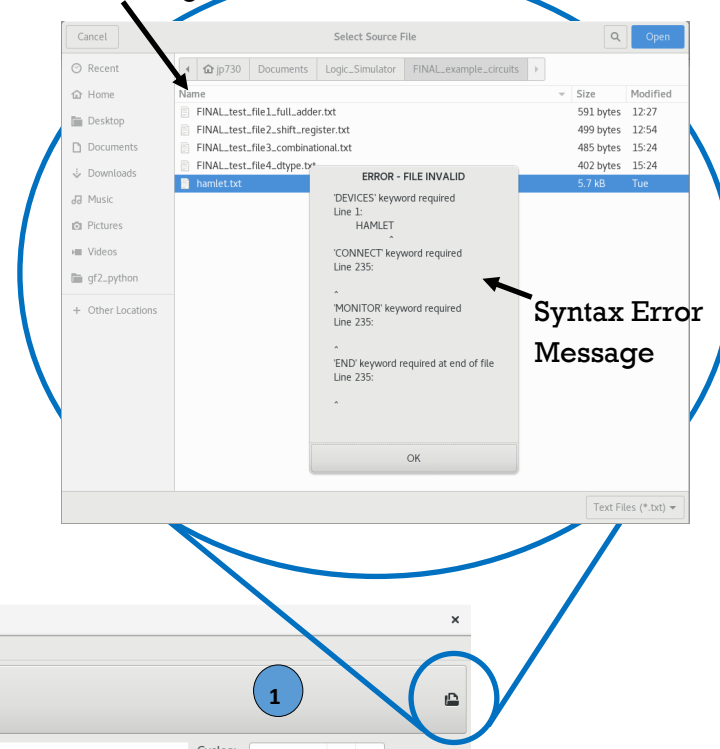 Cancel Select Source File Open
Recent jp730 Documents Logic_Simulator FINAL_example_circuits
Home Name Size Modified
FINAL_test_file1_full_adder.txt 591 bytes 12:27
Desktop
FINAL_test_file2_shift_register.txt 499 bytes 12:54
Documents FINAL_test_file3_combinational.txt 485 bytes 15:24
FINAL_test_file4_dtype.txt 402 bytes 15:24
Downloads
hamlet.txt 5.7 kB Tue
Music
Pictures
Videos
gf2_python
+ Other Locations
ERROR - FILE INVALID
'DEVICES' keyword required
Line 1:
HAMLET
^
'CONNECT' keyword required
Line 235:
^
'MONITOR' keyword required
Line 235:
^
'END' keyword required at end of file
Line 235:
^
OK
Syntax Error
Message
Text Files (*.txt)
×
1